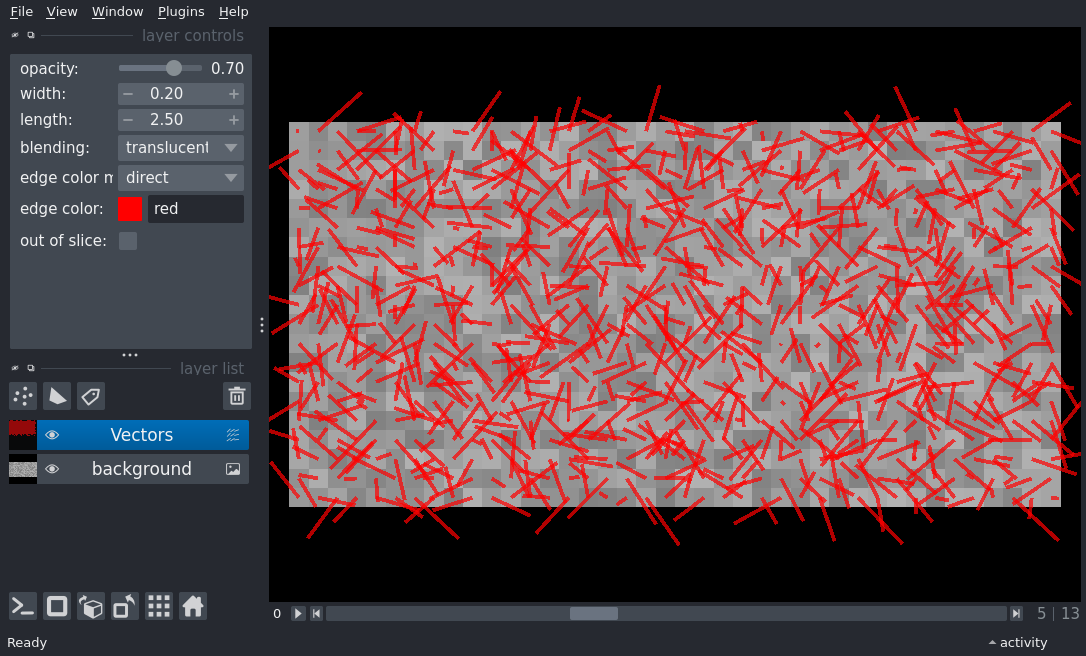 File View Window Plugins Help
layer controls
opacity: 0.70
width: 0.20
length: 2.50
blending: translucent
edge color m direct
edge color: red
out of slice:
layer list
Vectors
background
0 5 | 13
Ready activity